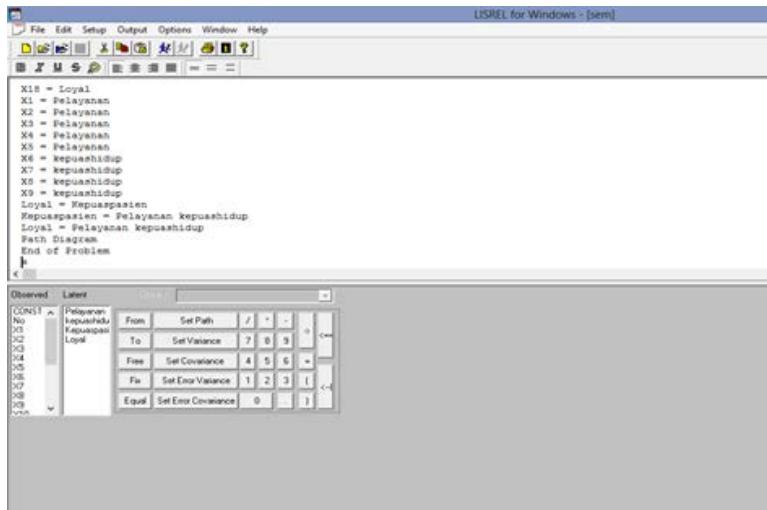 LISREL for Windows - [sem]
File Edit Setup Output Options Window Help
X18 = Loyal
X1 = Pelayanan
X2 = Pelayanan
X3 = Pelayanan
X4 = Pelayanan
X5 = Pelayanan
X6 = kepuashidup
X7 = kepuashidup
X8 = kepuashidup
X9 = kepuashidup
Loyal = Kepuaspasien
Kepuaspasien = Pelayanan kepuashidup
Loyal = Pelayanan kepuashidup
Path Diagram
End of Problem
Observed Latent
CONST
No
X1
X2
X3
X4
X5
X6
X7
X8
X9
X10
Pelayanan
kepuashidu
Kepuaspasi
Loyal
From Set Path / * -
To Set Variance 7 8 9
Free Set Covariance 4 5 6
Fix Set Error Variance 1 2 3 (
Equal Set Error Covariance 0 . )